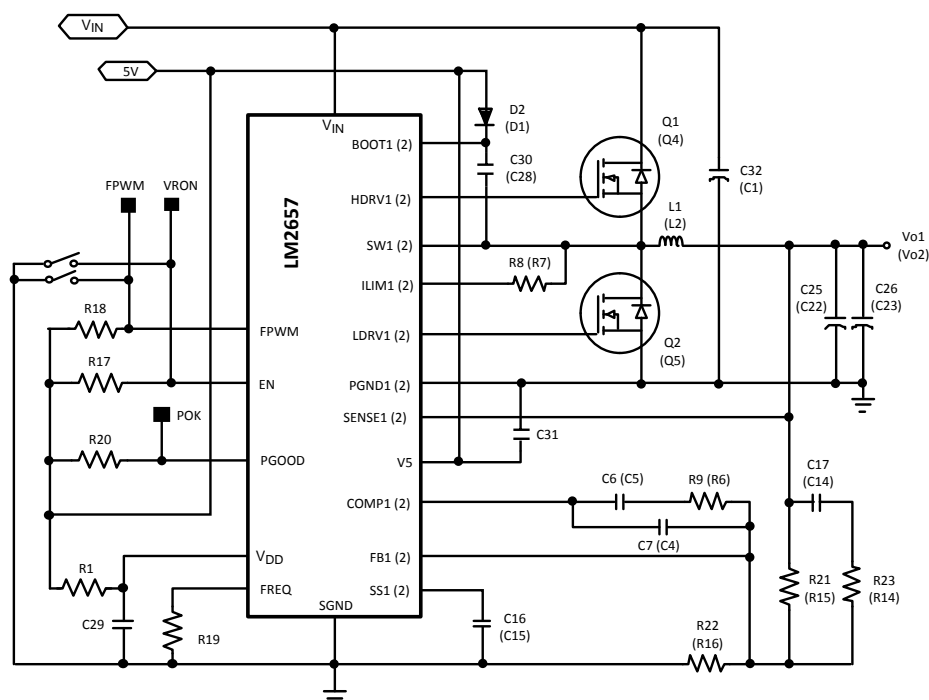 VIN
5V
VIN
LM2657
BOOT1 (2)
HDRV1 (2)
SW1 (2)
ILIM1 (2)
LDRV1 (2)
PGND1 (2)
SENSE1 (2)
V5
COMP1 (2)
FB1 (2)
SS1 (2)
FPWM
EN
PGOOD
VDD
FREQ
SGND
FPWM
VRON
R18
R17
POK
R20
R1
C29
R19
D2
(D1)
C30
(C28)
Q1
(Q4)
C32
(C1)
L1
(L2)
Vo1
(Vo2)
R8 (R7)
C25
(C22)
C26
(C23)
Q2
(Q5)
C31
C6 (C5)
R9 (R6)
C7 (C4)
C17
(C14)
R21
(R15)
R23
(R14)
C16
(C15)
R22
(R16)